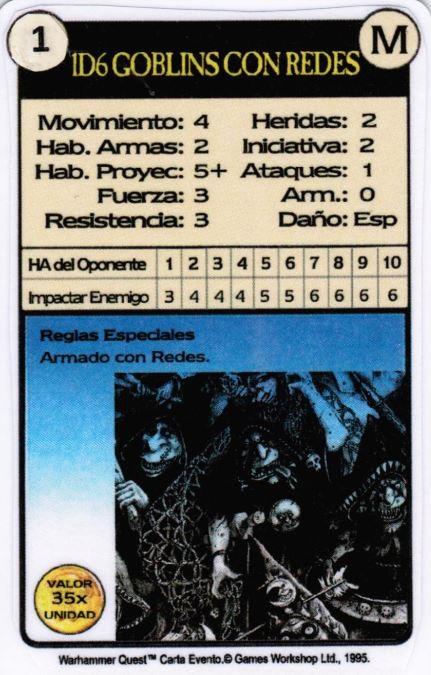 1
M
1D6 GOBLINS CON REDES
Movimiento: 4 Heridas: 2
Hab. Armas: 2 Iniciativa: 2
Hab. Proyec: 5+ Ataques: 1
Fuerza: 3 Arm.: 0
Resistencia: 3 Daño: Esp
HA del Oponente 1 2 3 4 5 6 7 8 9 10
Impactar Enemigo 3 4 4 4 5 5 6 6 6 6
Reglas Especiales
Armado con Redes.
VALOR
35x
UNIDAD
Warhammer Quest™ Carta Evento.© Games Workshop Ltd., 1995.